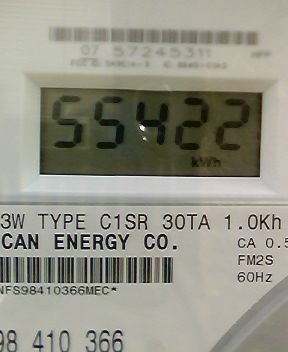 07 57245311
55422
kWh
3W TYPE C1SR 30TA 1.0Kh
CAN ENERGY CO.
CA 0.5
FM2S
60Hz
NFS98410366MEC*
98 410 366